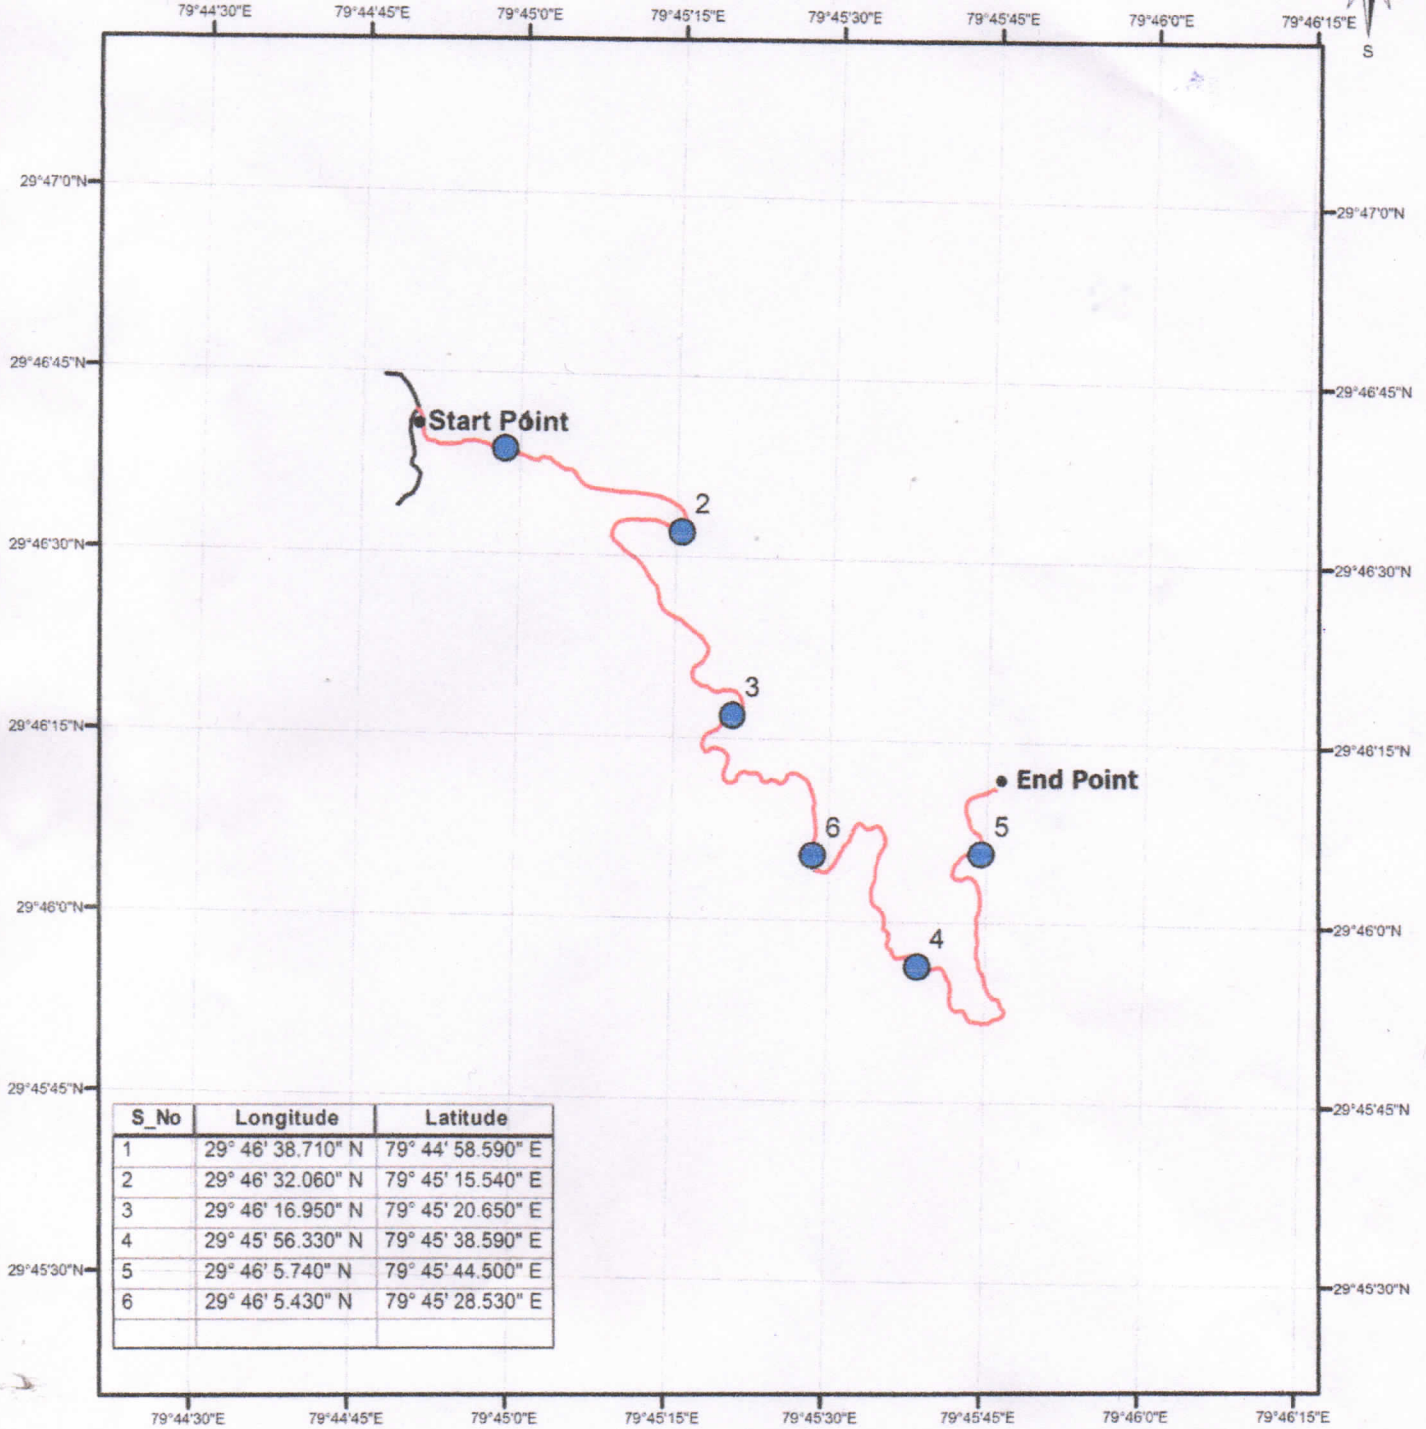 79°44'30"E 79°44'45"E 79°45'0"E 79°45'15"E 79°45'30"E 79°45'45"E 79°46'0"E 79°46'15"E
S
29°47'0"N 29°47'0"N
29°46'45"N 29°46'45"N
Start Point
1
2
29°46'30"N 29°46'30"N
3
29°46'15"N 29°46'15"N
End Point
6 5
29°46'0"N 29°46'0"N
4
29°45'45"N 29°45'45"N
S_No Longitude Latitude
1 29° 46' 38.710" N 79° 44' 58.590" E
2 29° 46' 32.060" N 79° 45' 15.540" E
3 29° 46' 16.950" N 79° 45' 20.650" E
4 29° 45' 56.330" N 79° 45' 38.590" E
5 29° 46' 5.740" N 79° 45' 44.500" E
6 29° 46' 5.430" N 79° 45' 28.530" E
29°45'30"N 29°45'30"N
79°44'30"E 79°44'45"E 79°45'0"E 79°45'15"E 79°45'30"E 79°45'45"E 79°46'0"E 79°46'15"E